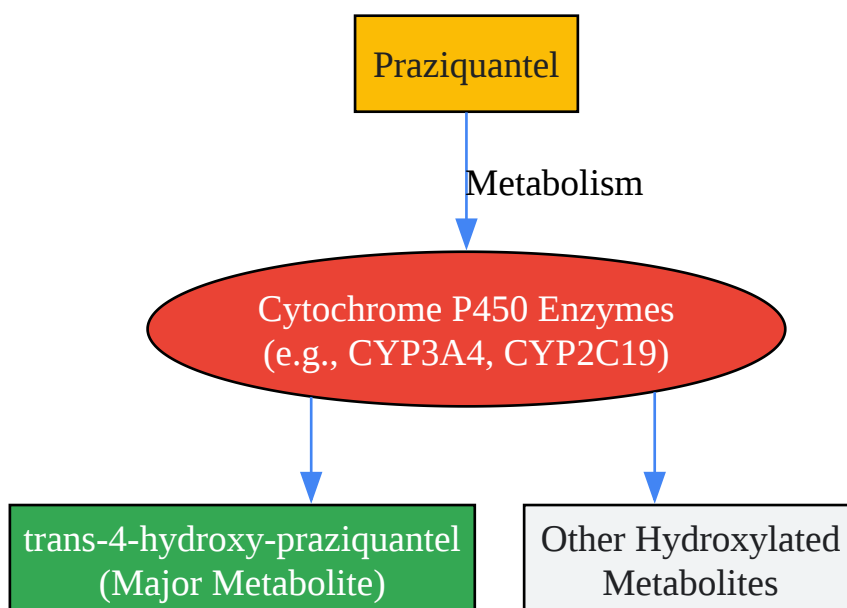 Praziquantel
Metabolism
Cytochrome P450 Enzymes
(e.g., CYP3A4, CYP2C19)
trans-4-hydroxy-praziquantel
(Major Metabolite)
Other Hydroxylated
Metabolites